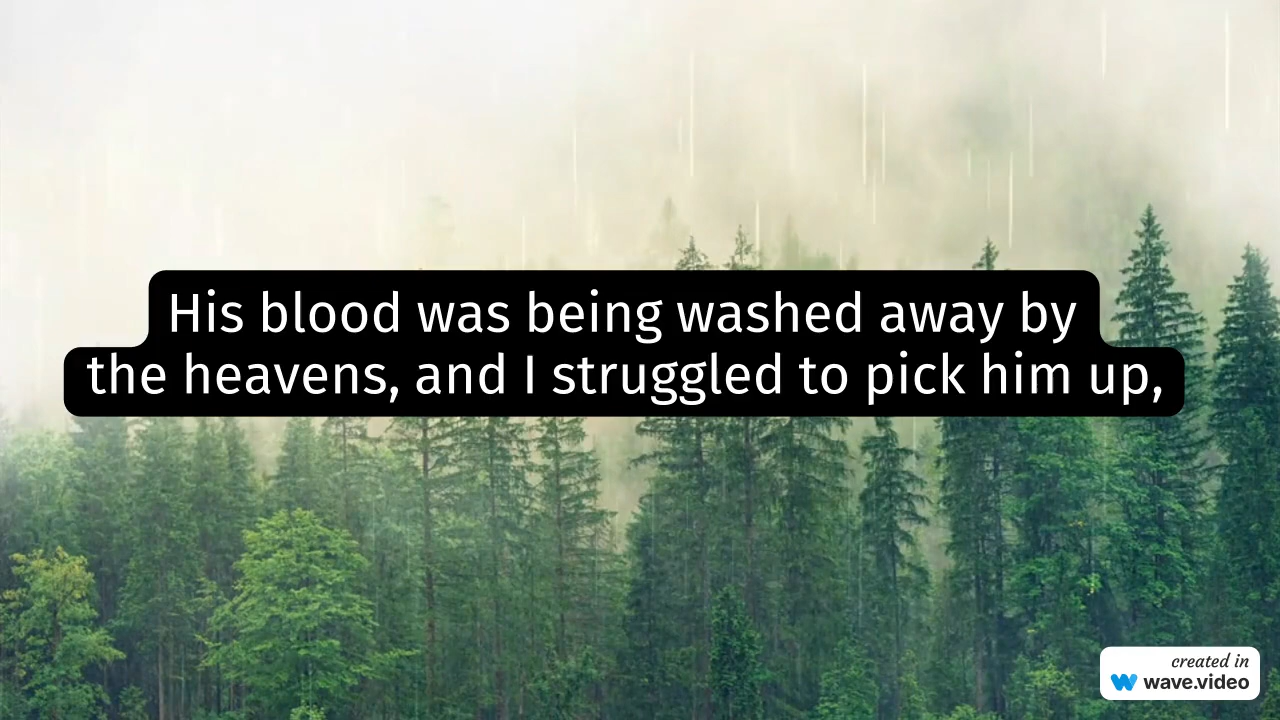 His blood was being washed away by
the heavens, and I struggled to pick him up,
created in
wave.video